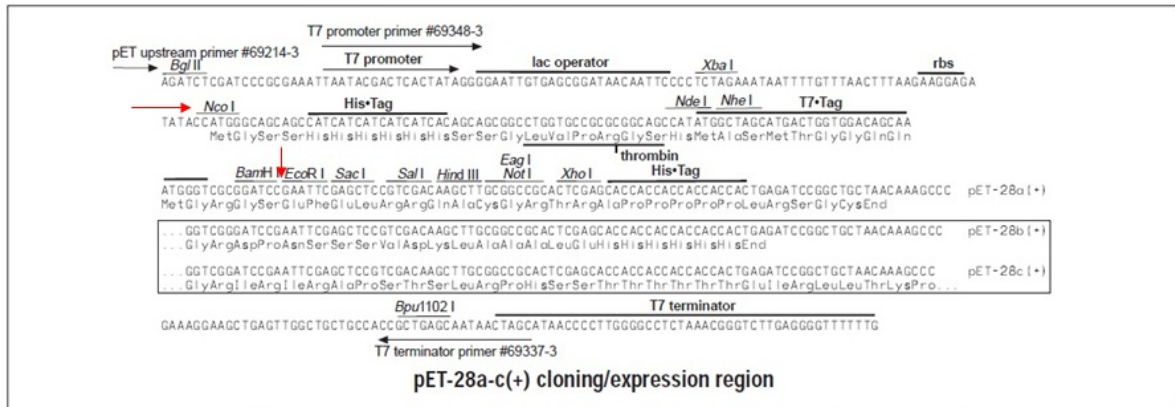 T7 promoter primer #69348-3
pET upstream primer #69214-3
Bgl II T7 promoter lac operator Xba I rbs
AGATCTCGATCCCGCGAAATTAATACGACTCACTATAGGGGAATTGTGAGCGGATAACAATTCCCCTCTAGAAATAATTTTGTTTAACTTTAAGAAGGAGA
Nco I His•Tag Nde I Nhe I T7•Tag
TATACCATGGGCAGCAGCCATCATCATCATCATCACAGCAGCGGCCTGGTGCCGCGCGGCAGCCATATGGCTAGCATGACTGGTGGACAGCAA
MetGlySerSerHisHisHisHisHisHisSerSerGlyLeuValProArgGlySerHisMetAlaSerMetThrGlyGlyGlnGln
thrombin
BamH I EcoR I Sac I Sal I Hind III Eag I Not I Xho I His•Tag
ATGGGTCGCGGATCCGAATTCGAGCTCCGTCGACAAGCTTGCGGCCGCACTCGAGCACCACCACCACCACCACTGAGATCCGGCTGCTAACAAAGCCC pET-28a(+)
MetGlyArgGlySerGluPheGluLeuArgArgGlnAlaCysGlyArgThrArgAlaProProProProProProLeuArgSerGlyCysEnd
...GGTCGGGATCCGAATTCGAGCTCCGTCGACAAGCTTGCGGCCGCACTCGAGCACCACCACCACCACCACTGAGATCCGGCTGCTAACAAAGCCC pET-28b(+)
...GlyArgAspProAsnSerSerSerValAspLysLeuAlaAlaAlaLeuGluHisHisHisHisHisHisEnd
...GGTCGGATCCGAATTCGAGCTCCGTCGACAAGCTTGCGGCCGCACTCGAGCACCACCACCACCACCACTGAGATCCGGCTGCTAACAAAGCCC pET-28c(+)
...GlyArgIleArgIleArgAlaProSerThrSerLeuArgProHisSerSerThrThrThrThrThrThrGluIleArgLeuLeuThrLysPro...
Bpu1102 I T7 terminator
GAAAGGAAGCTGAGTTGGCTGCTGCCACCGCTGAGCAATAACTAGCATAACCCCTTGGGGCCTCTAAACGGGTCTTGAGGGGTTTTTTG
T7 terminator primer #69337-3
pET-28a-c(+) cloning/expression region